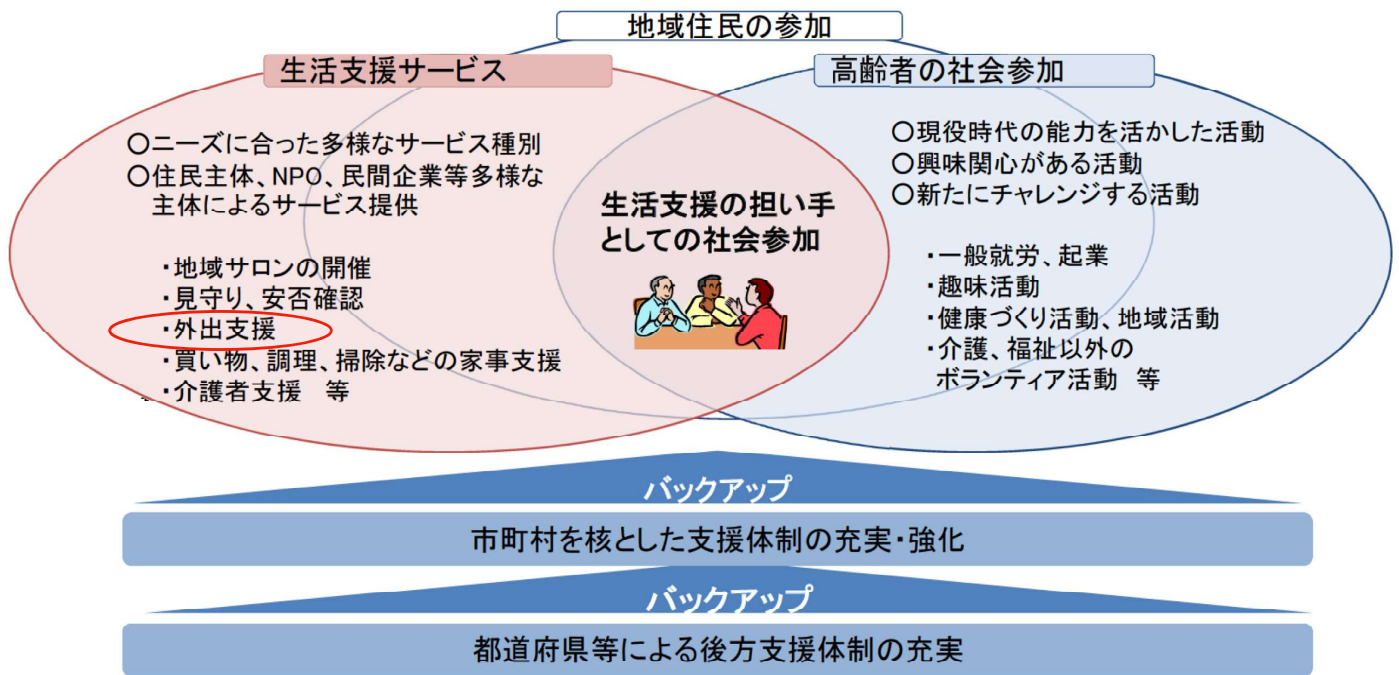 地域住民の参加
生活支援サービス
○ニーズに合った多様なサービス種別
○住民主体、NPO、民間企業等多様な
主体によるサービス提供
・地域サロンの開催
・見守り、安否確認
・外出支援
・買い物、調理、掃除などの家事支援
・介護者支援　等
生活支援の担い手
としての社会参加
高齢者の社会参加
○現役時代の能力を活かした活動
○興味関心がある活動
○新たにチャレンジする活動
・一般就労、起業
・趣味活動
・健康づくり活動、地域活動
・介護、福祉以外の
ボランティア活動　等
バックアップ
市町村を核とした支援体制の充実・強化
バックアップ
都道府県等による後方支援体制の充実